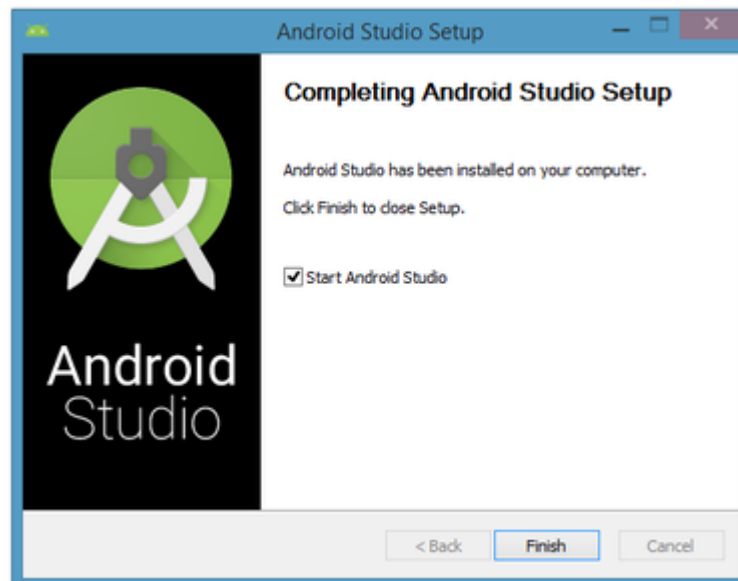 Android Studio Setup
Completing Android Studio Setup
Android Studio has been installed on your computer.
Click Finish to close Setup.
Start Android Studio
Android
Studio
< Back
Finish
Cancel